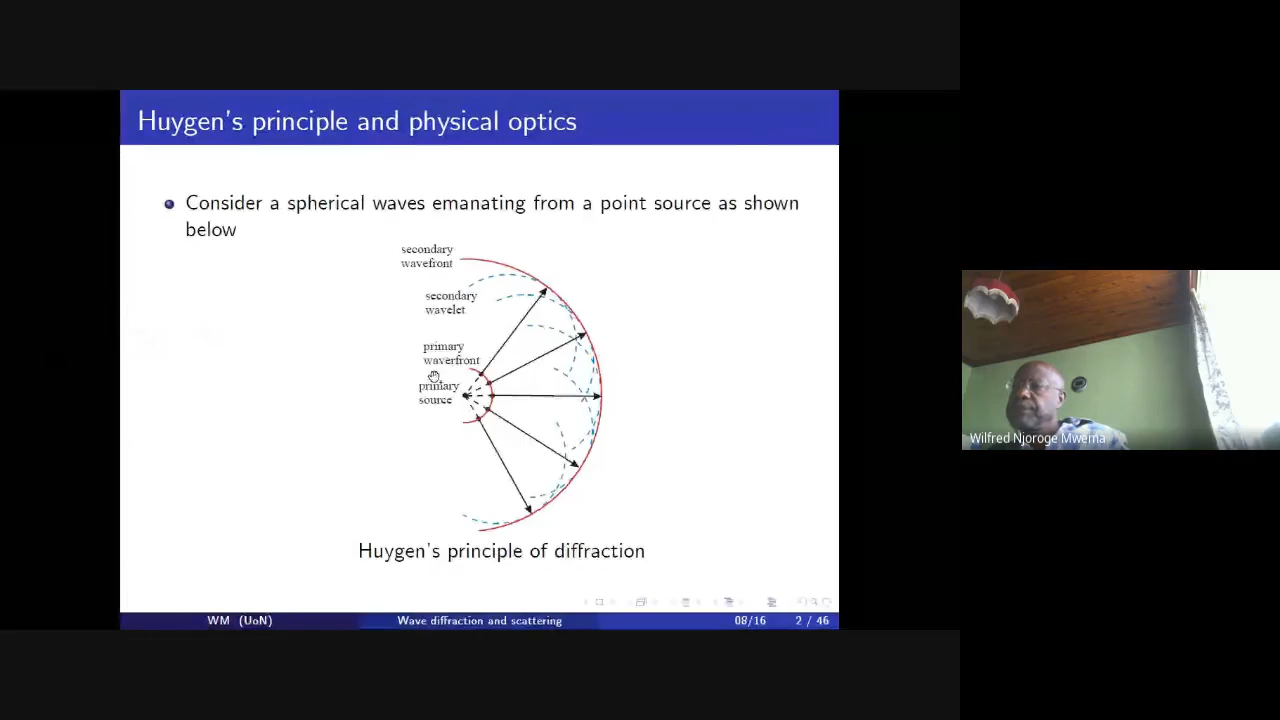 Huygen's principle and physical optics
Consider a spherical waves emanating from a point source as shown
below
secondary
wavefront
secondary
wavelet
primary
waverfront
primary
source
Huygen's principle of diffraction
WM (UoN)
Wave diffraction and scattering
08/16
2 / 46
Wilfred Njoroge Mwema